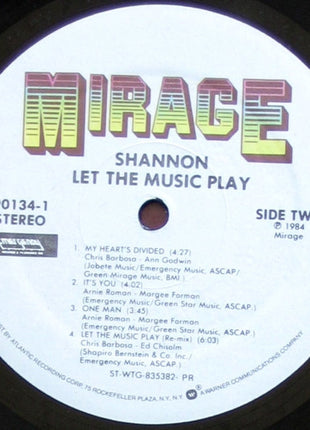 MIRAGE
SHANNON
LET THE MUSIC PLAY
0134-1
STEREO
SIDE TW
℗ 1984
Mirage
1. MY HEART'S DIVIDED (4:27)
Chris Barbosa - Ann Godwin
(Jobete Music/Emergency Music, ASCAP/
Green Star Music, BMI)
2. IT'S YOU (4:02)
Arnie Roman - Margee Forman
(Emergency Music/Green Star Music, ASCAP)
3. ONE MAN (3:45)
Arnie Roman - Margee Forman
(Emergency Music/Green Star Music, ASCAP)
4. LET THE MUSIC PLAY (Re-mix) (6:03)
Chris Barbosa - Ed Chisolm
(Shapiro Bernstein & Co. Inc./
Emergency Music, ASCAP)
ST-WTG-835382- PR
BY ATLANTIC RECORDING CORP. 75 ROCKEFELLER PLAZA, N.Y., N.Y. A WARNER COMMUNICATIONS COMPANY